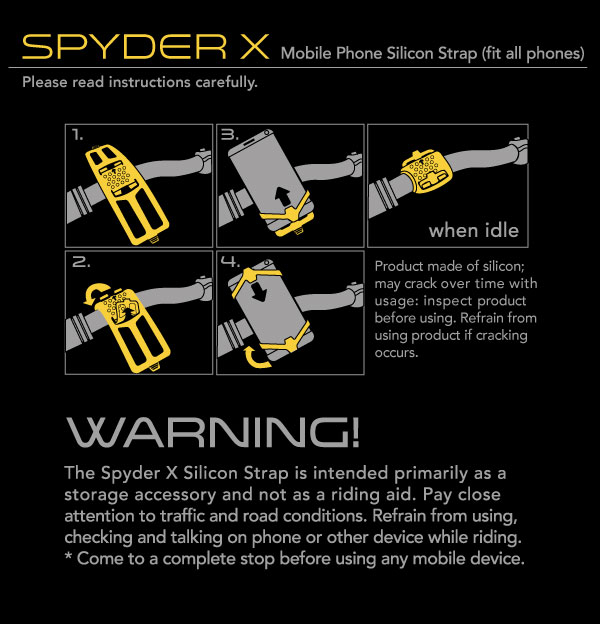 SPYDER X Mobile Phone Silicon Strap (fit all phones)
Please read instructions carefully.
1.
3.
when idle
2.
4.
Product made of silicon;
may crack over time with
usage: inspect product
before using. Refrain from
using product if cracking
occurs.
WARNING!
The Spyder X Silicon Strap is intended primarily as a
storage accessory and not as a riding aid. Pay close
attention to traffic and road conditions. Refrain from using,
checking and talking on phone or other device while riding.
* Come to a complete stop before using any mobile device.